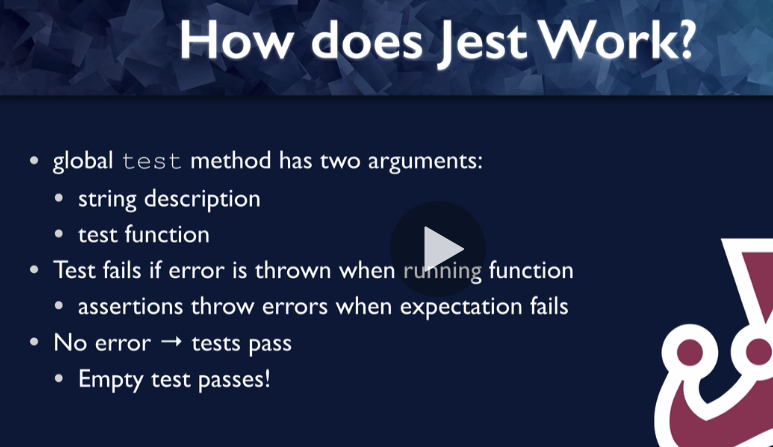 How does Jest Work?
• global test method has two arguments:
• string description
• test function
• Test fails if error is thrown when running function
• assertions throw errors when expectation fails
• No error → tests pass
• Empty test passes!